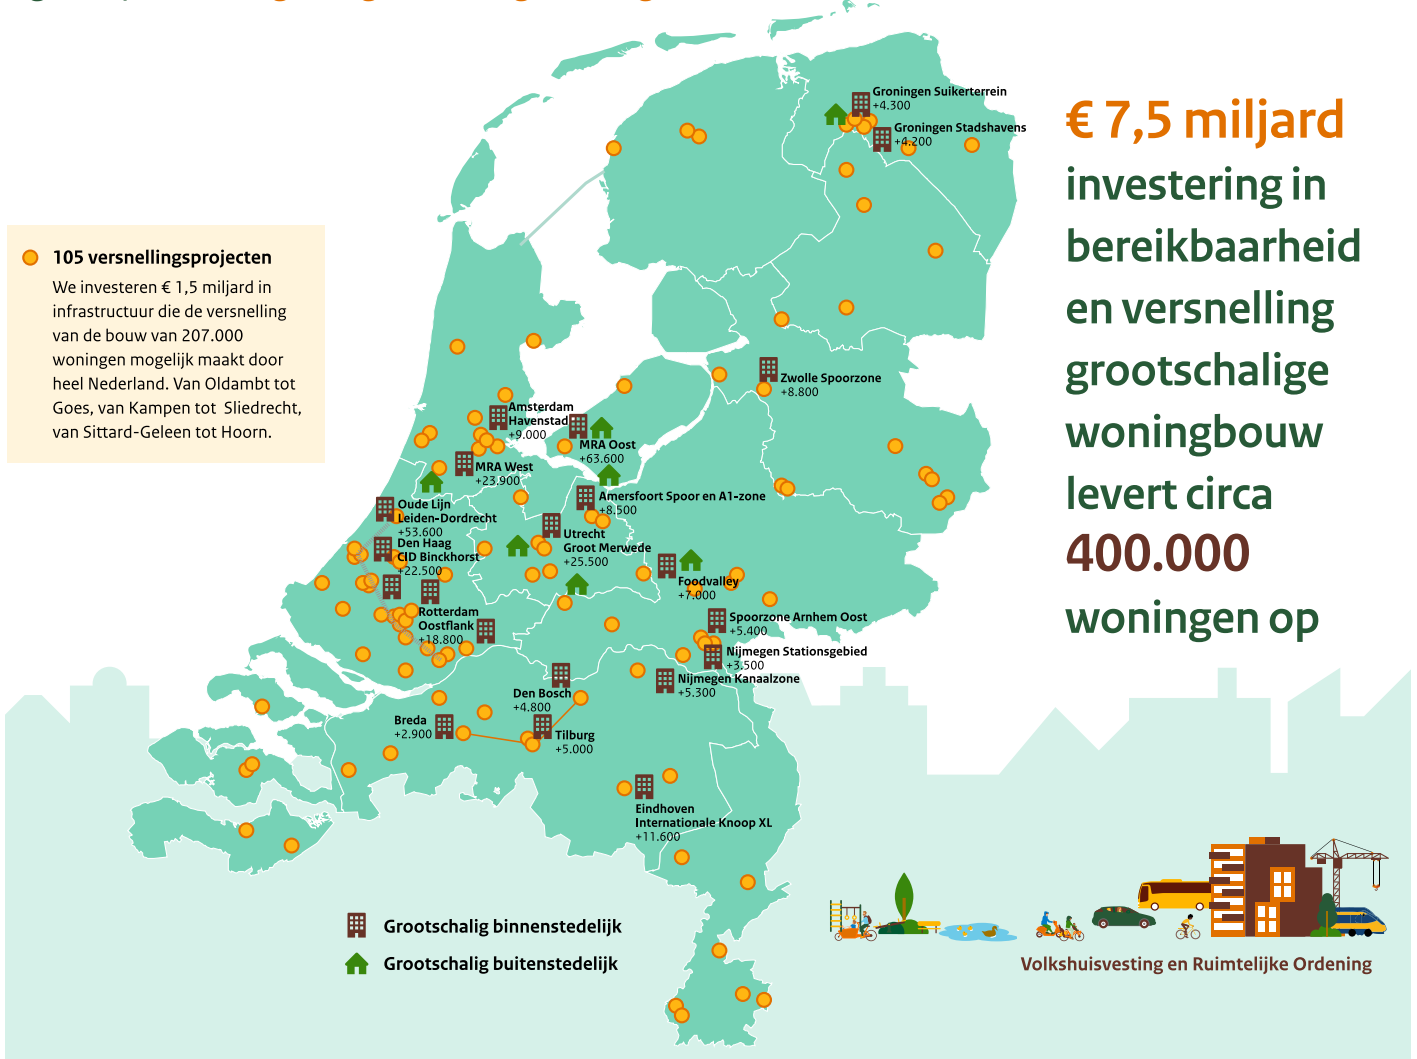 Groningen Suikerterrein
+4.300
Groningen Stadshavens
+4.200
€ 7,5 miljard
investering in
bereikbaarheid
en versnelling
grootschalige
woningbouw
levert circa
400.000
woningen op
105 versnellingsprojecten
We investeren € 1,5 miljard in
infrastructuur die de versnelling
van de bouw van 207.000
woningen mogelijk maakt door
heel Nederland. Van Oldambt tot
Goes, van Kampen tot Sliedrecht,
van Sittard-Geleen tot Hoorn.
Zwolle Spoorzone
+8.800
Amsterdam
Havenstad
+9.000
MRA Oost
+63.600
MRA West
+23.900
Amersfoort Spoor en A1-zone
+8.500
Oude Lijn
Leiden-Dordrecht
+53.600
Utrecht
Groot Merwede
+25.500
Den Haag
CID Binckhorst
+22.500
Foodvalley
+7.000
Rotterdam
Oostflank
+18.800
Spoorzone Arnhem Oost
+5.400
Nijmegen Stationsgebied
+3.500
Nijmegen Kanaalzone
+5.300
Den Bosch
+4.800
Breda
+2.900
Tilburg
+5.000
Eindhoven
Internationale Knoop XL
+11.600
Grootschalig binnenstedelijk
Grootschalig buitenstedelijk
Volkshuisvesting en Ruimtelijke Ordening